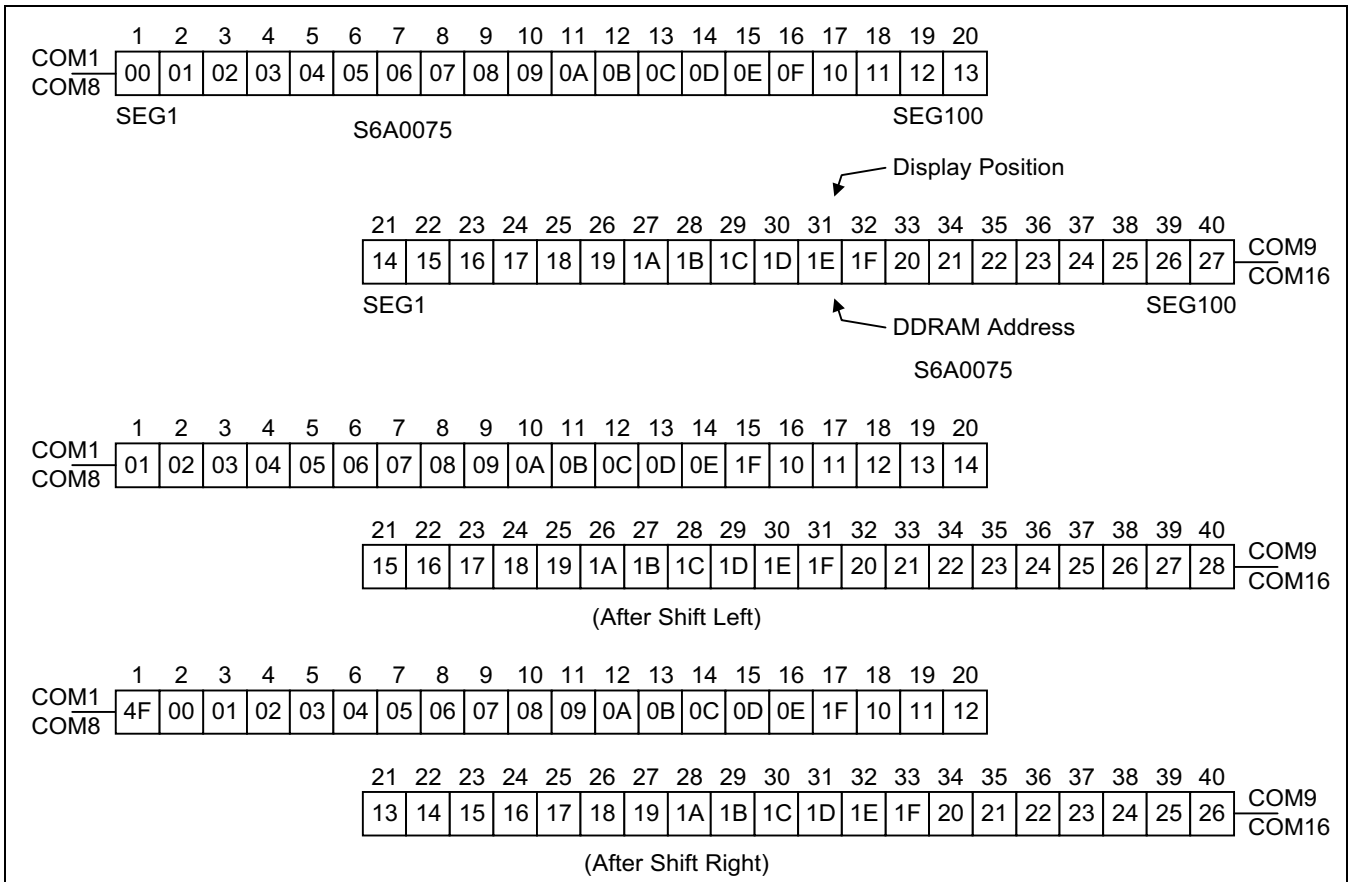 1 2 3 4 5 6 7 8 9 10 11 12 13 14 15 16 17 18 19 20
COM1
COM8
00 01 02 03 04 05 06 07 08 09 0A 0B 0C 0D 0E 0F 10 11 12 13
SEG1 S6A0075 SEG100
Display Position
21 22 23 24 25 26 27 28 29 30 31 32 33 34 35 36 37 38 39 40
14 15 16 17 18 19 1A 1B 1C 1D 1E 1F 20 21 22 23 24 25 26 27
COM9
COM16
SEG1 SEG100
DDRAM Address
S6A0075
1 2 3 4 5 6 7 8 9 10 11 12 13 14 15 16 17 18 19 20
COM1
COM8
01 02 03 04 05 06 07 08 09 0A 0B 0C 0D 0E 1F 10 11 12 13 14
21 22 23 24 25 26 27 28 29 30 31 32 33 34 35 36 37 38 39 40
15 16 17 18 19 1A 1B 1C 1D 1E 1F 20 21 22 23 24 25 26 27 28
COM9
COM16
(After Shift Left)
1 2 3 4 5 6 7 8 9 10 11 12 13 14 15 16 17 18 19 20
COM1
COM8
4F 00 01 02 03 04 05 06 07 08 09 0A 0B 0C 0D 0E 1F 10 11 12
21 22 23 24 25 26 27 28 29 30 31 32 33 34 35 36 37 38 39 40
13 14 15 16 17 18 19 1A 1B 1C 1D 1E 1F 20 21 22 23 24 25 26
COM9
COM16
(After Shift Right)